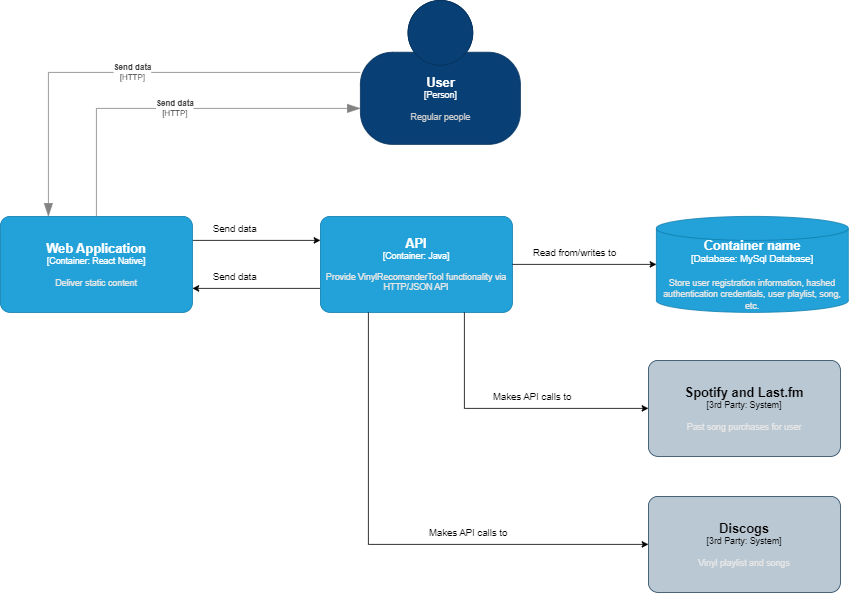 User
[Person]
Regular people
Send data
[HTTP]
Send data
[HTTP]
Web Application
[Container: React Native]
Deliver static content
Send data
Send data
API
[Container: Java]
Provide VinylRecomanderTool functionality via
HTTP/JSON API
Read from/writes to
Container name
[Database: MySql Database]
Store user registration information, hashed
authentication credentials, user playlist, song,
etc.
Makes API calls to
Spotify and Last.fm
[3rd Party: System]
Past song purchases for user
Makes API calls to
Discogs
[3rd Party: System]
Vinyl playlist and songs